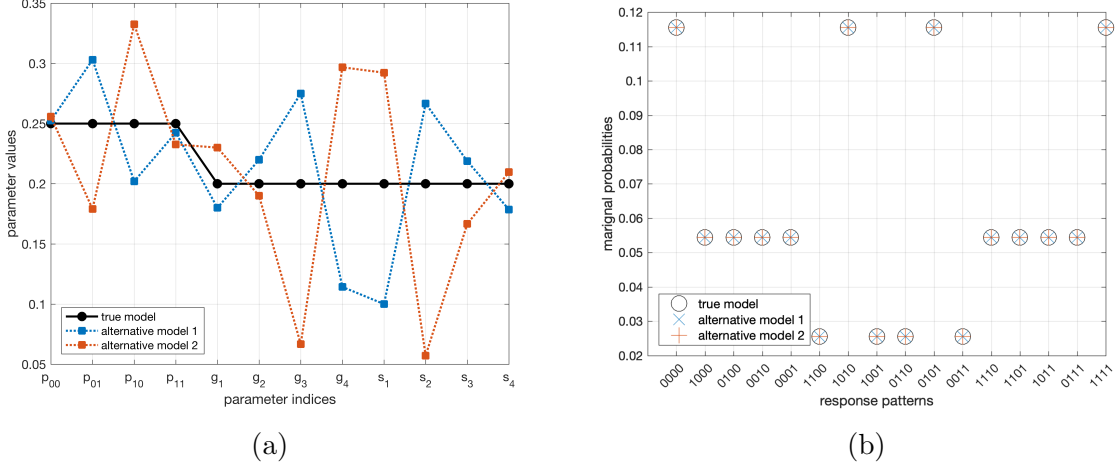 0.35
0.3
0.25
0.2
0.15
0.1
0.05
parameter values
true model
alternative model 1
alternative model 2
p00 p01 p10 p11 g1 g2 g3 g4 s1 s2 s3 s4
parameter indices
(a)
0.12
0.11
0.1
0.09
0.08
0.07
0.06
0.05
0.04
0.03
0.02
marignal probabilities
true model
alternative model 1
alternative model 2
0000 1000 0100 0010 0001 1100 1010 1001 0110 0101 0011 1110 1101 1011 0111 1111
response patterns
(b)